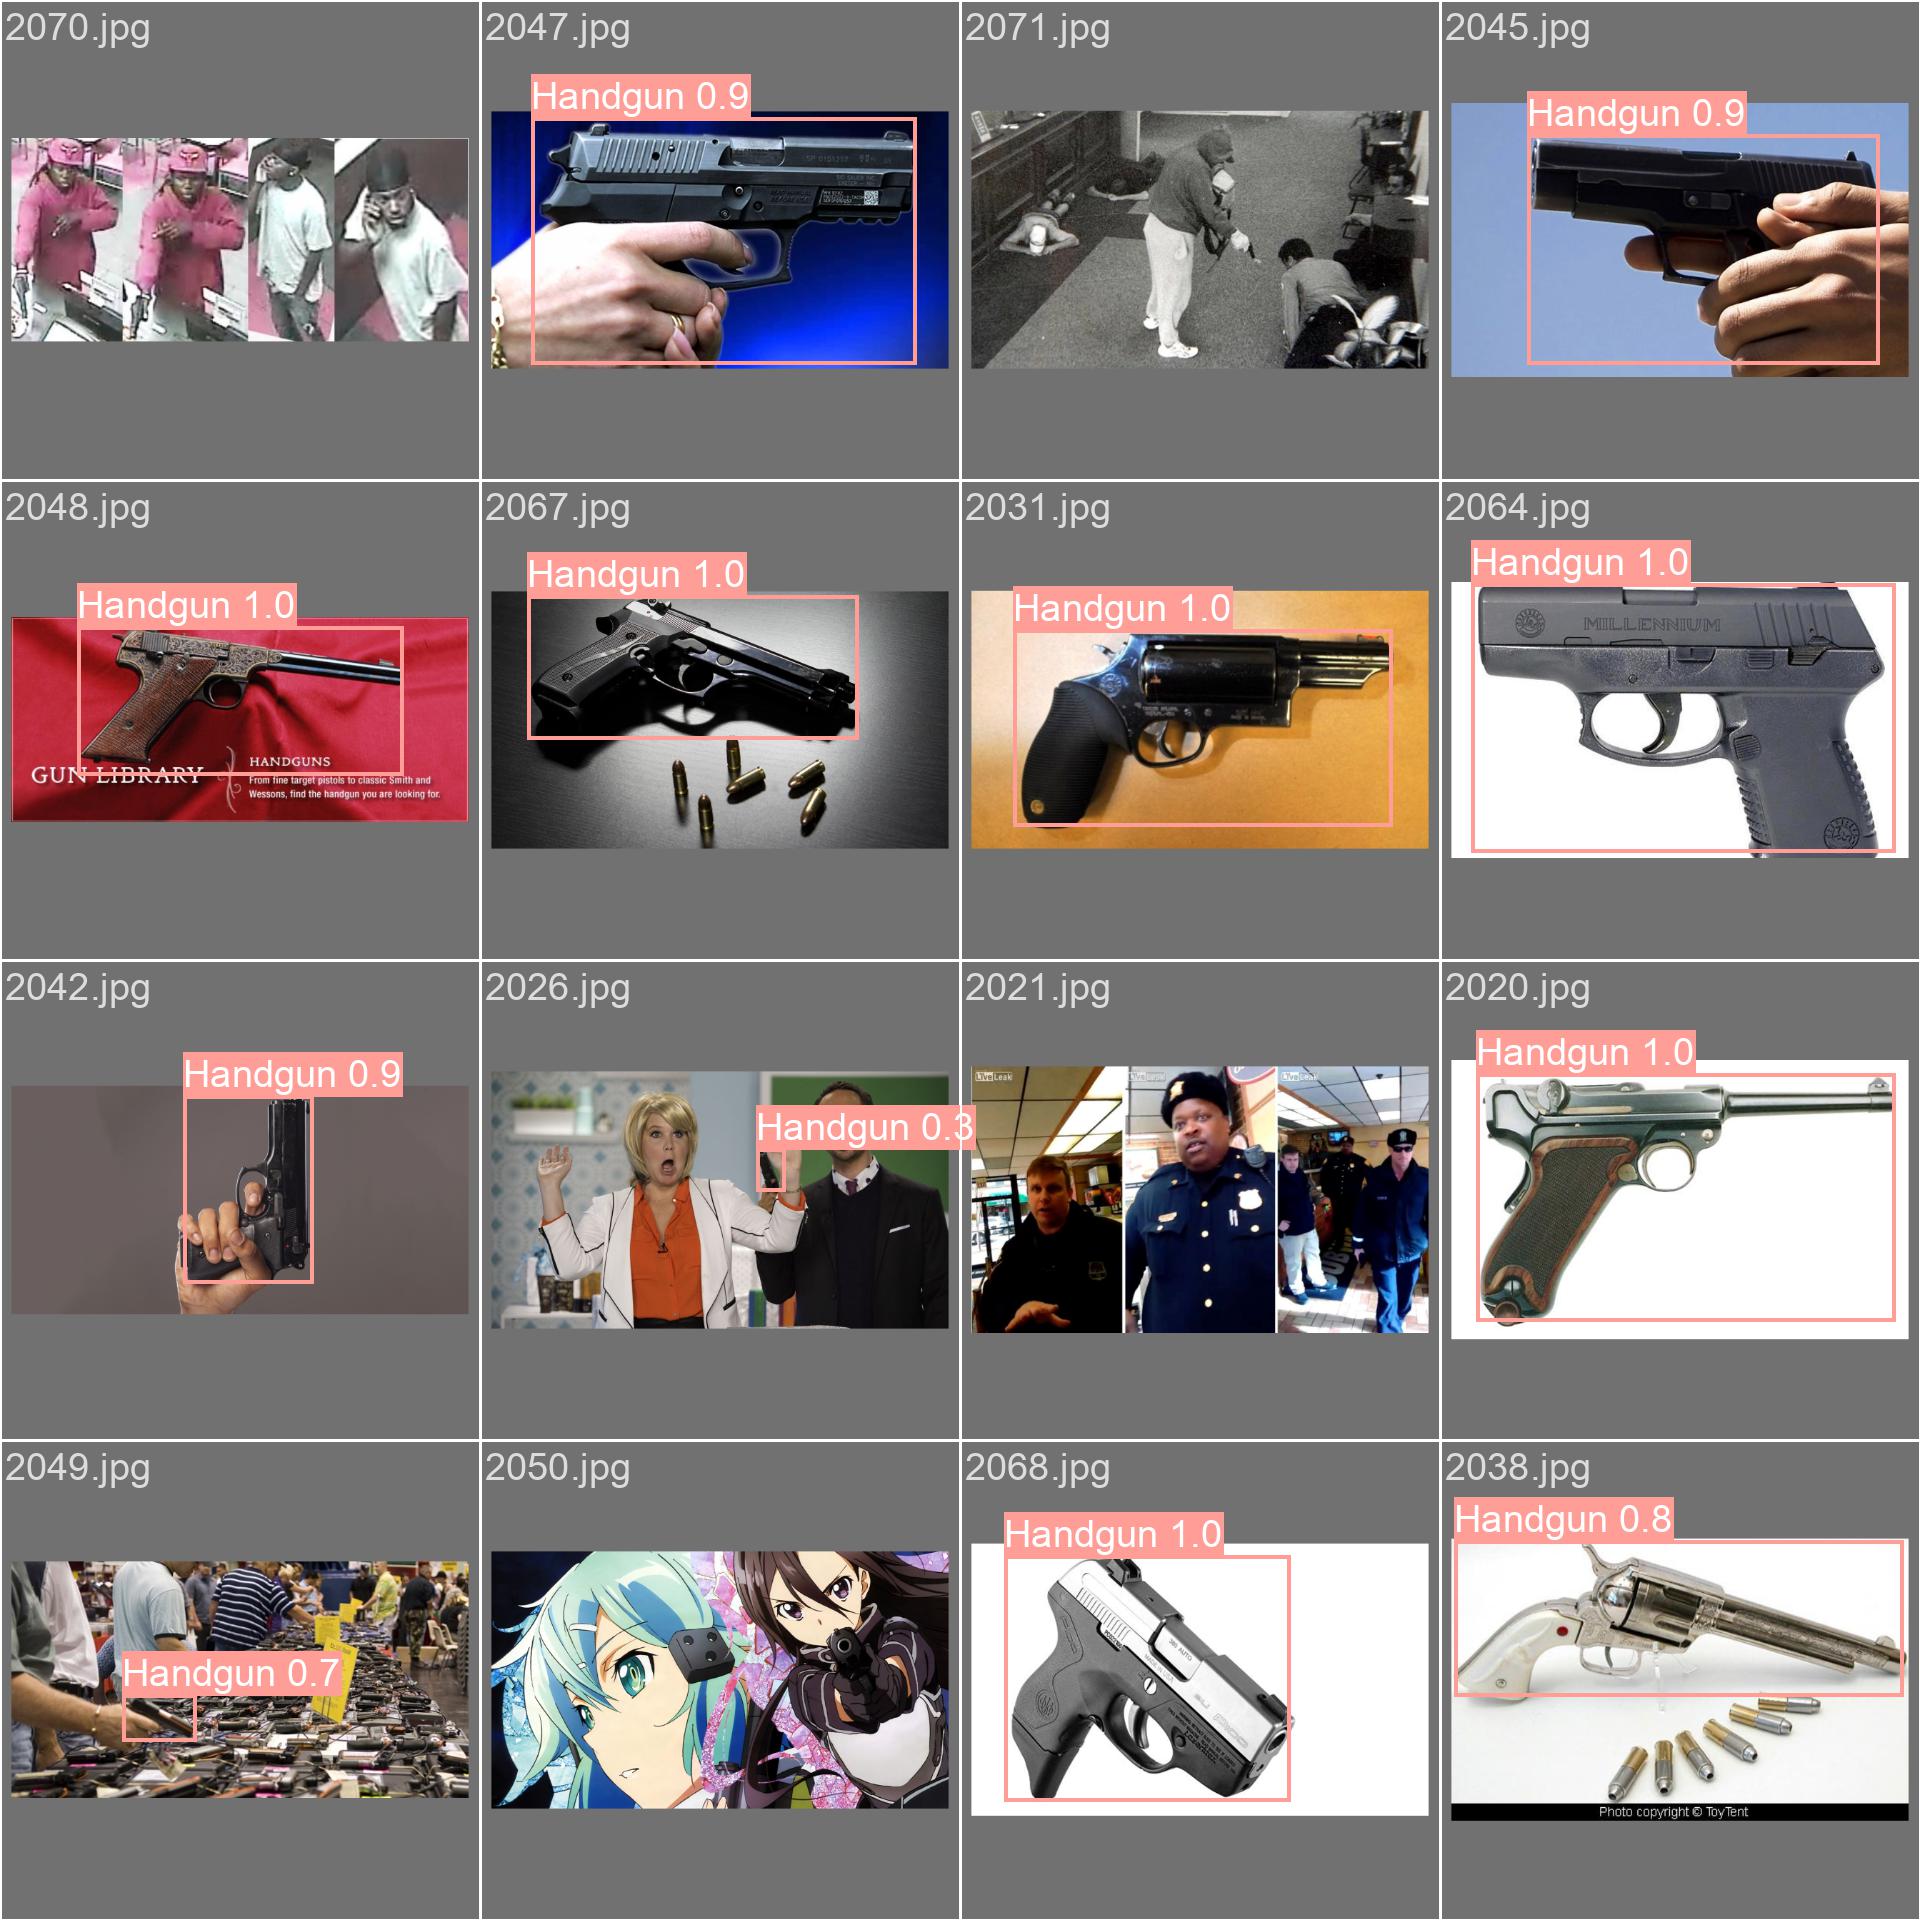 2070.jpg
2047.jpg
2071.jpg
2045.jpg
Handgun 0.9
Handgun 0.9
2048.jpg
2067.jpg
2031.jpg
2064.jpg
Handgun 1.0
Handgun 1.0
Handgun 1.0
Handgun 1.0
MILLENNIUM
GUN LIBRARY
HANDGUNS
From fine target pistols to classic Smith and
Wessons, find the handgun you are looking for.
2042.jpg
2026.jpg
2021.jpg
2020.jpg
Handgun 0.9
Handgun 0.3
LiveLeak
LiveLeak
LiveLeak
Handgun 1.0
2049.jpg
2050.jpg
2068.jpg
2038.jpg
Handgun 0.7
Handgun 1.0
Handgun 0.8
Photo copyright © ToyTent